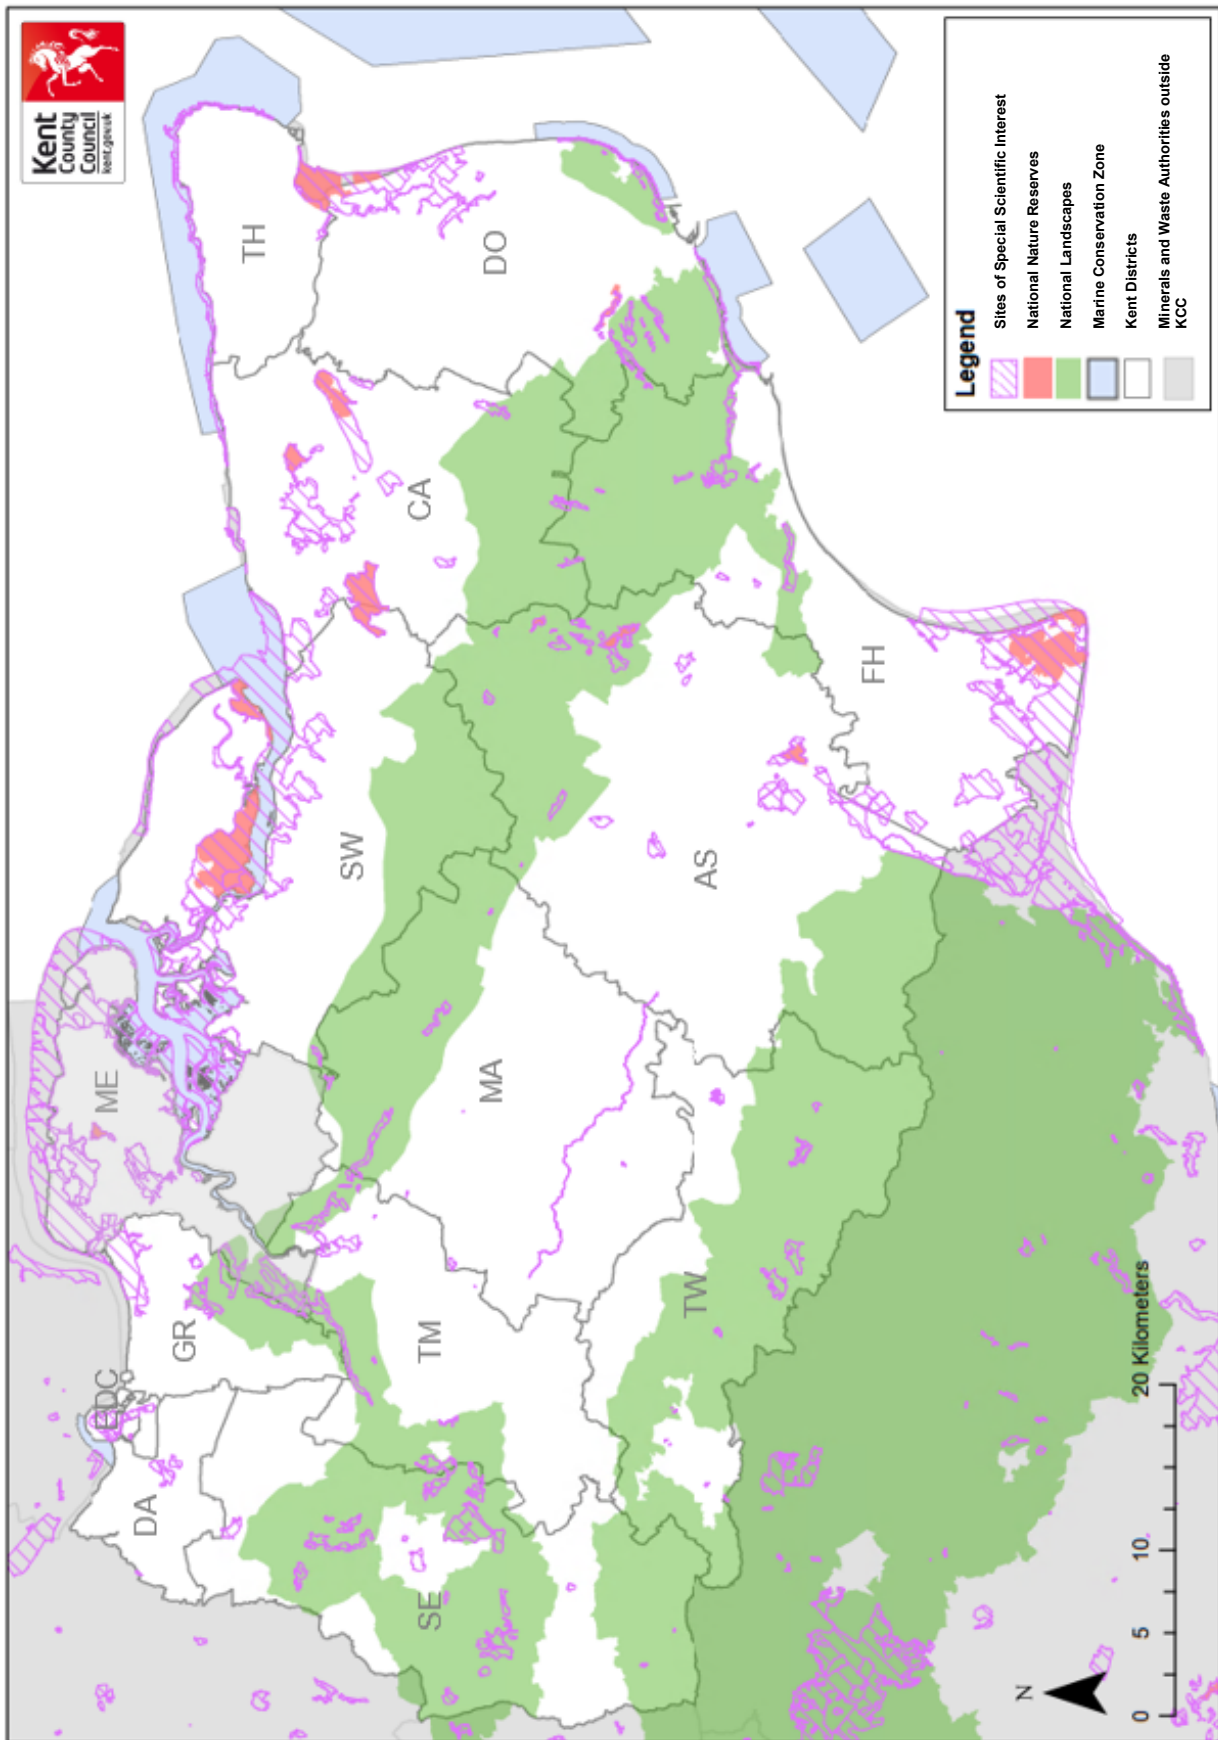 Kent
County
Council
kent.gov.uk
TH
DO
CA
FH
SW
AS
ME
MA
GR
TM
TW
EDC
DA
SE
Legend
Sites of Special Scientific Interest
National Nature Reserves
National Landscapes
Marine Conservation Zone
Kent Districts
Minerals and Waste Authorities outside
KCC
N
0 5 10 20 Kilometers